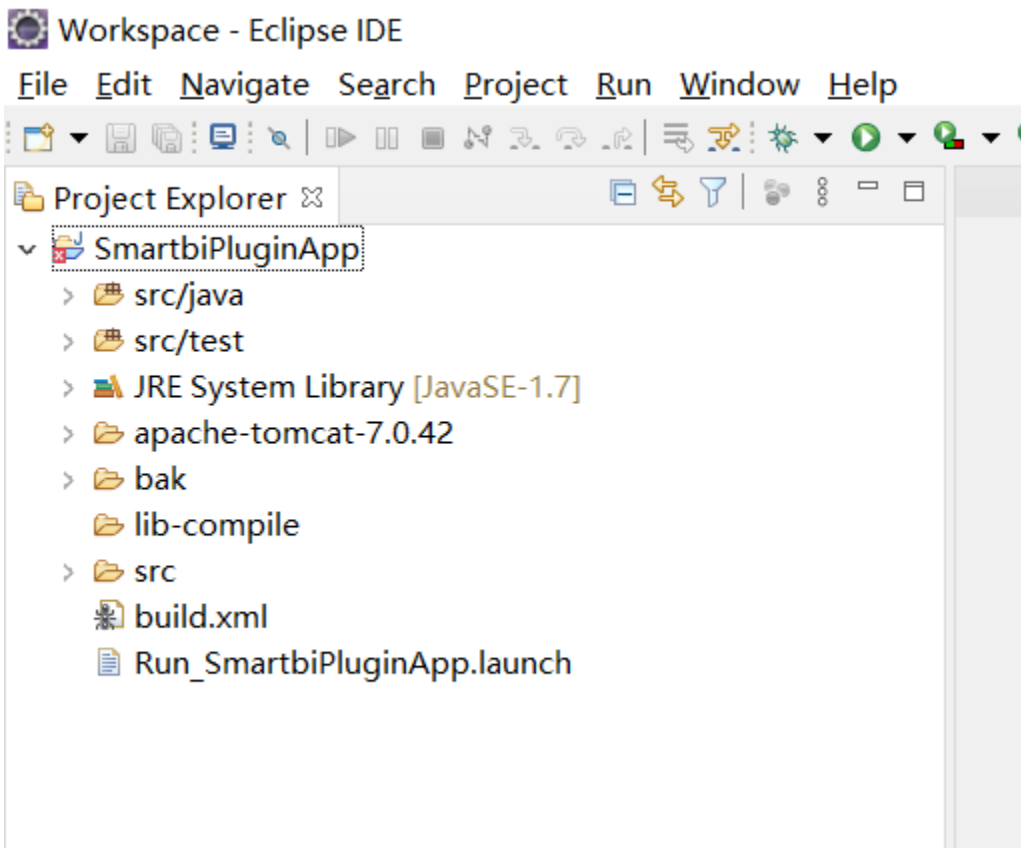 Workspace - Eclipse IDE
File Edit Navigate Search Project Run Window Help
Project Explorer
SmartbiPluginApp
src/java
src/test
JRE System Library [JavaSE-1.7]
apache-tomcat-7.0.42
bak
lib-compile
src
build.xml
Run_SmartbiPluginApp.launch